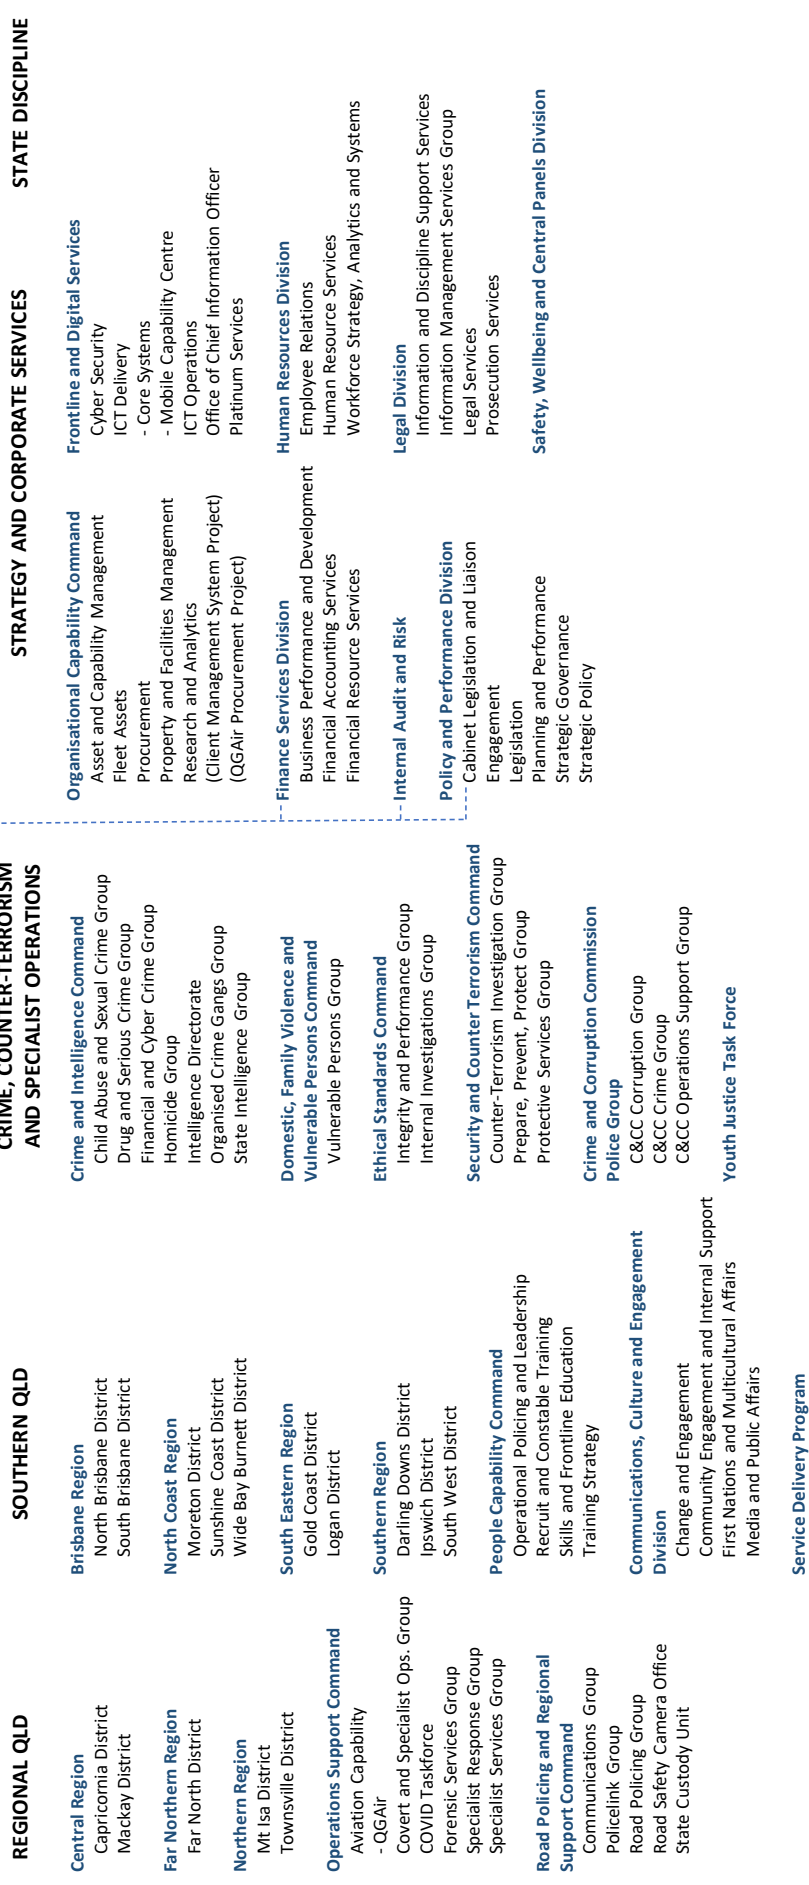 REGIONAL QLD
Central Region
Capricornia District
Mackay District
Far Northern Region
Far North District
Northern Region
Mt Isa District
Townsville District
Operations Support Command
Aviation Capability
- QGAir
Covert and Specialist Ops. Group
COVID Taskforce
Forensic Services Group
Specialist Response Group
Specialist Services Group
Road Policing and Regional
Support Command
Communications Group
Policelink Group
Road Policing Group
Road Safety Camera Office
State Custody Unit
SOUTHERN QLD
Brisbane Region
North Brisbane District
South Brisbane District
North Coast Region
Moreton District
Sunshine Coast District
Wide Bay Burnett District
South Eastern Region
Gold Coast District
Logan District
Southern Region
Darling Downs District
Ipswich District
South West District
People Capability Command
Operational Policing and Leadership
Recruit and Constable Training
Skills and Frontline Education
Training Strategy
Communications, Culture and Engagement
Division
Change and Engagement
Community Engagement and Internal Support
First Nations and Multicultural Affairs
Media and Public Affairs
Service Delivery Program
CRIME, COUNTER-TERRORISM
AND SPECIALIST OPERATIONS
Crime and Intelligence Command
Child Abuse and Sexual Crime Group
Drug and Serious Crime Group
Financial and Cyber Crime Group
Homicide Group
Intelligence Directorate
Organised Crime Gangs Group
State Intelligence Group
Domestic, Family Violence and
Vulnerable Persons Command
Vulnerable Persons Group
Ethical Standards Command
Integrity and Performance Group
Internal Investigations Group
Security and Counter Terrorism Command
Counter-Terrorism Investigation Group
Prepare, Prevent, Protect Group
Protective Services Group
Crime and Corruption Commission
Police Group
C&CC Corruption Group
C&CC Crime Group
C&CC Operations Support Group
Youth Justice Task Force
STRATEGY AND CORPORATE SERVICES
Organisational Capability Command
Asset and Capability Management
Fleet Assets
Procurement
Property and Facilities Management
Research and Analytics
(Client Management System Project)
(QGAir Procurement Project)
Finance Services Division
Business Performance and Development
Financial Accounting Services
Financial Resource Services
Internal Audit and Risk
Policy and Performance Division
Cabinet Legislation and Liaison
Engagement
Legislation
Planning and Performance
Strategic Governance
Strategic Policy
Frontline and Digital Services
Cyber Security
ICT Delivery
- Core Systems
- Mobile Capability Centre
ICT Operations
Office of Chief Information Officer
Platinum Services
Human Resources Division
Employee Relations
Human Resource Services
Workforce Strategy, Analytics and Systems
Legal Division
Information and Discipline Support Services
Information Management Services Group
Legal Services
Prosecution Services
Safety, Wellbeing and Central Panels Division
STATE DISCIPLINE